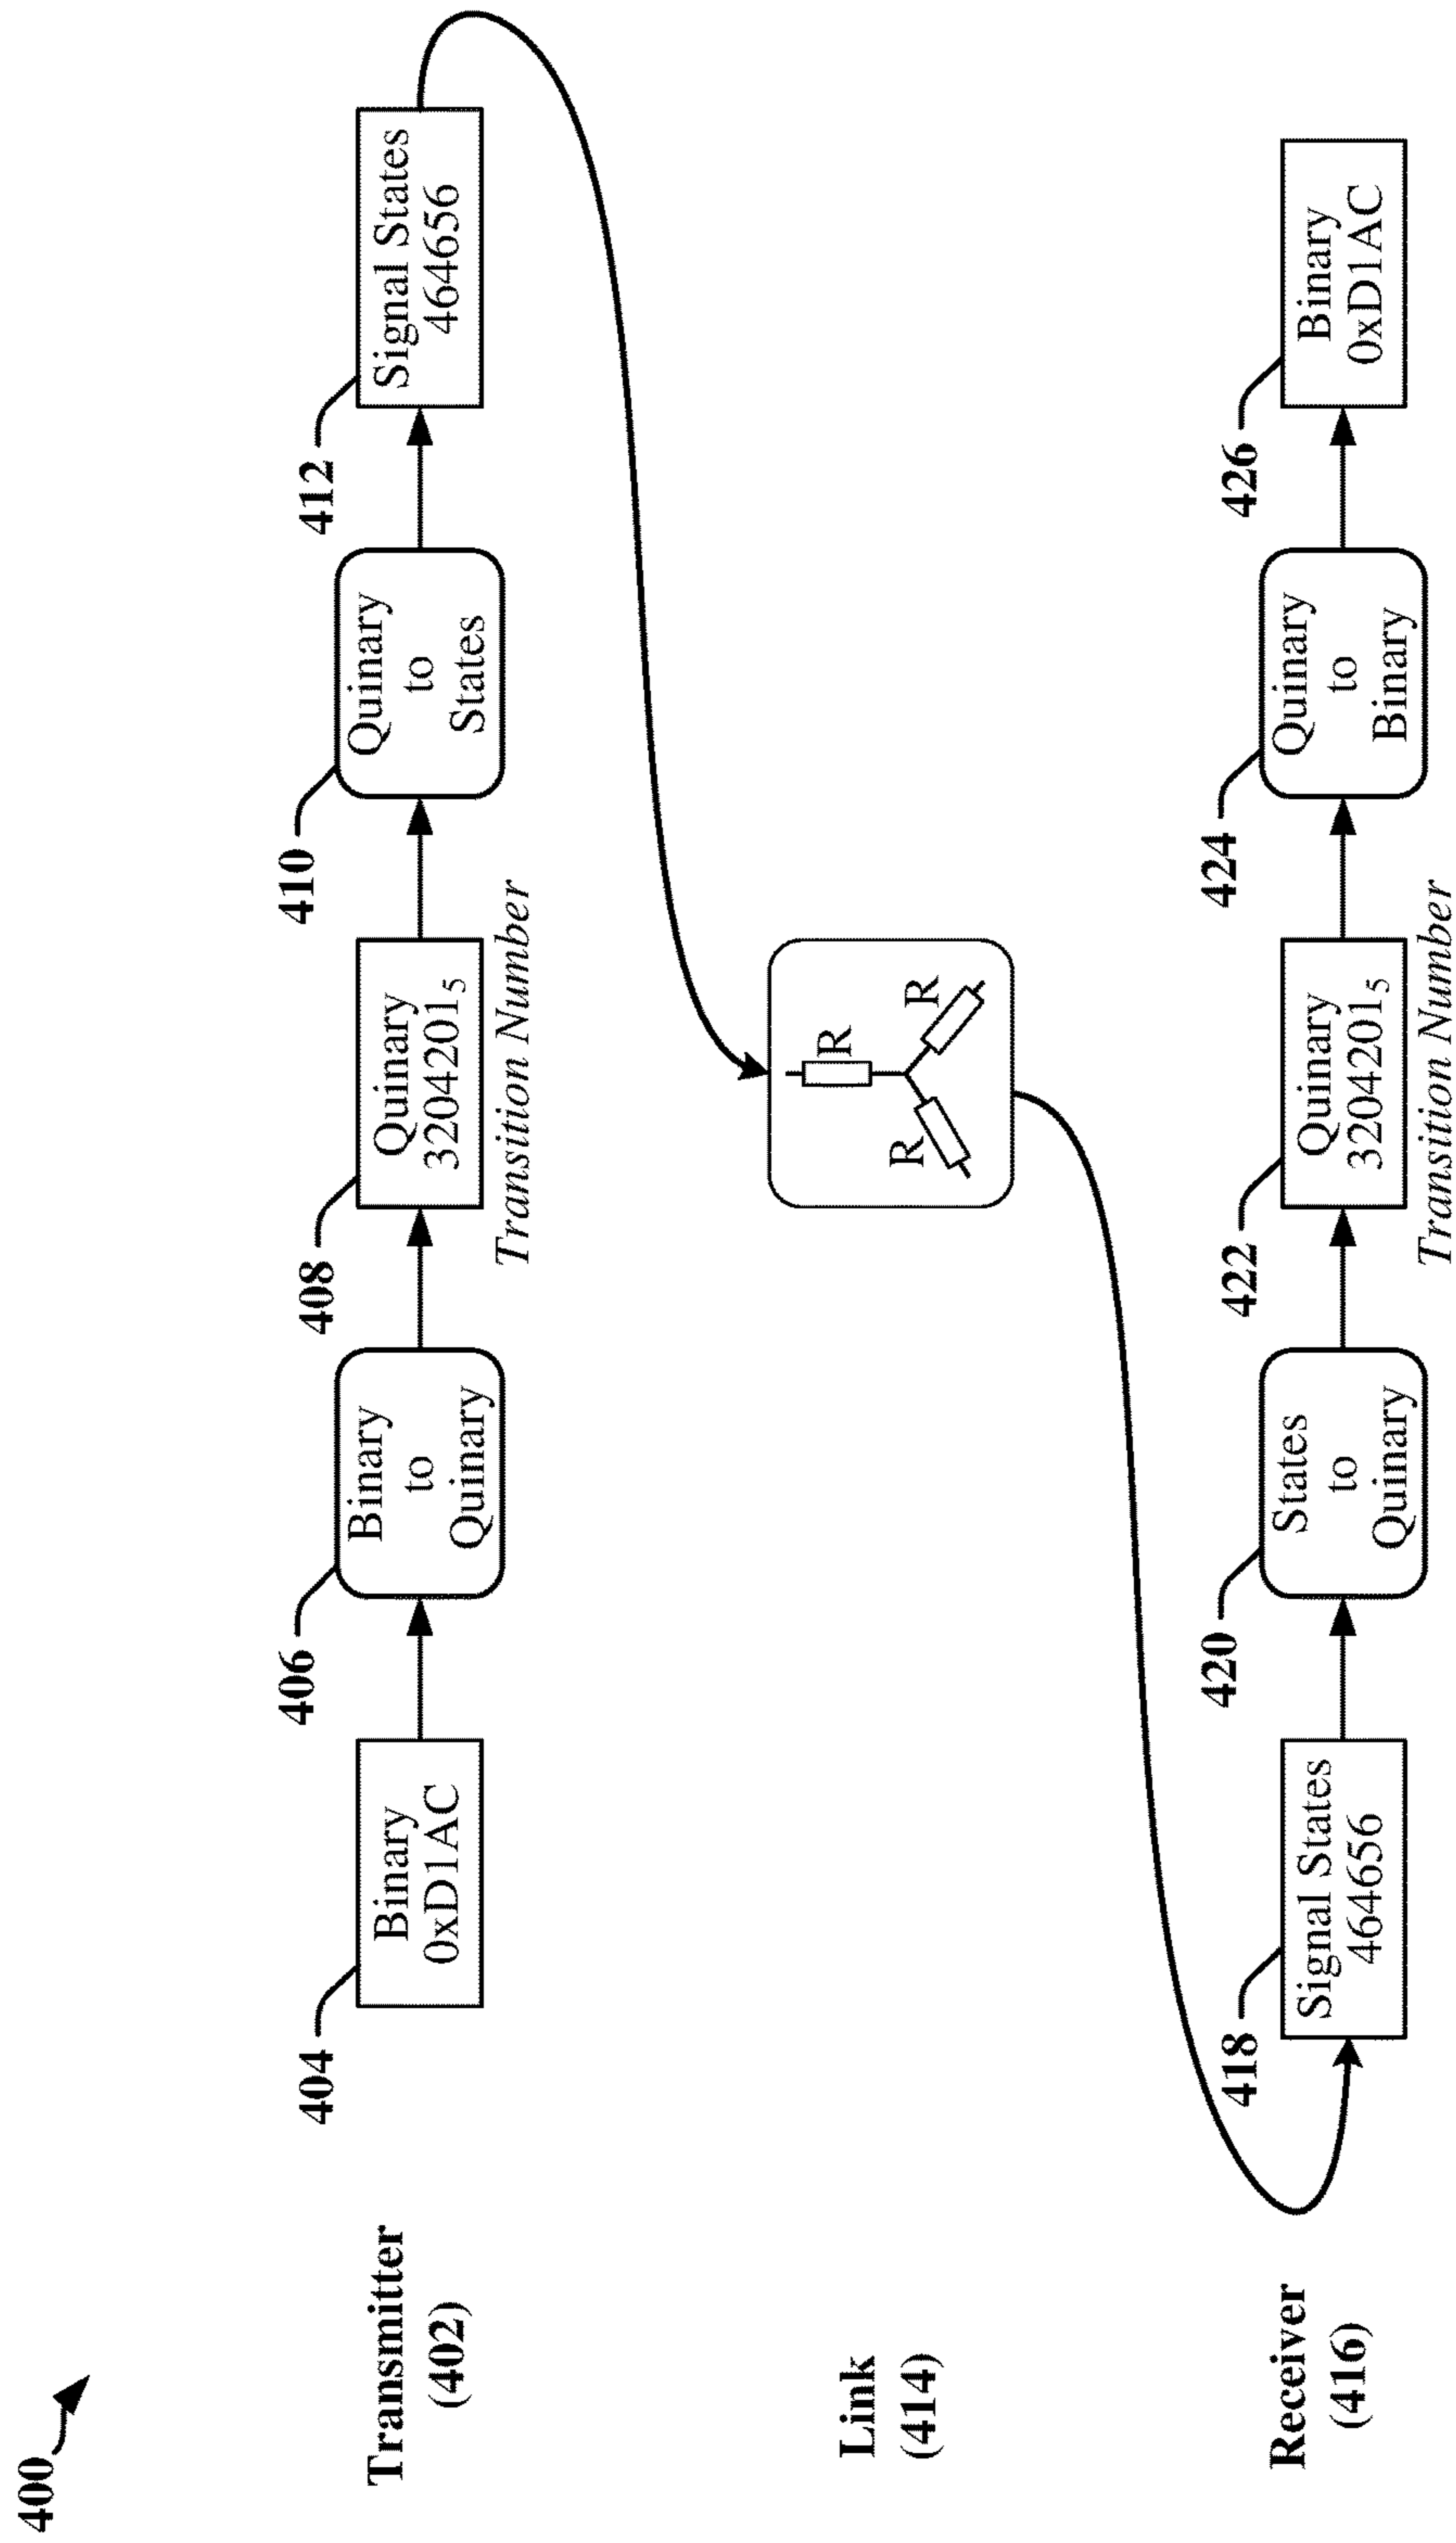 400
Transmitter
(402)
404
Binary
0xD1AC
406
Binary
to
Quinary
408
Quinary
3204201₅
Transition Number
410
Quinary
to
States
412
Signal States
464656
Link
(414)
R
R
R
Receiver
(416)
418
Signal States
464656
420
States
to
Quinary
422
Quinary
3204201₅
Transition Number
424
Quinary
to
Binary
426
Binary
0xD1AC